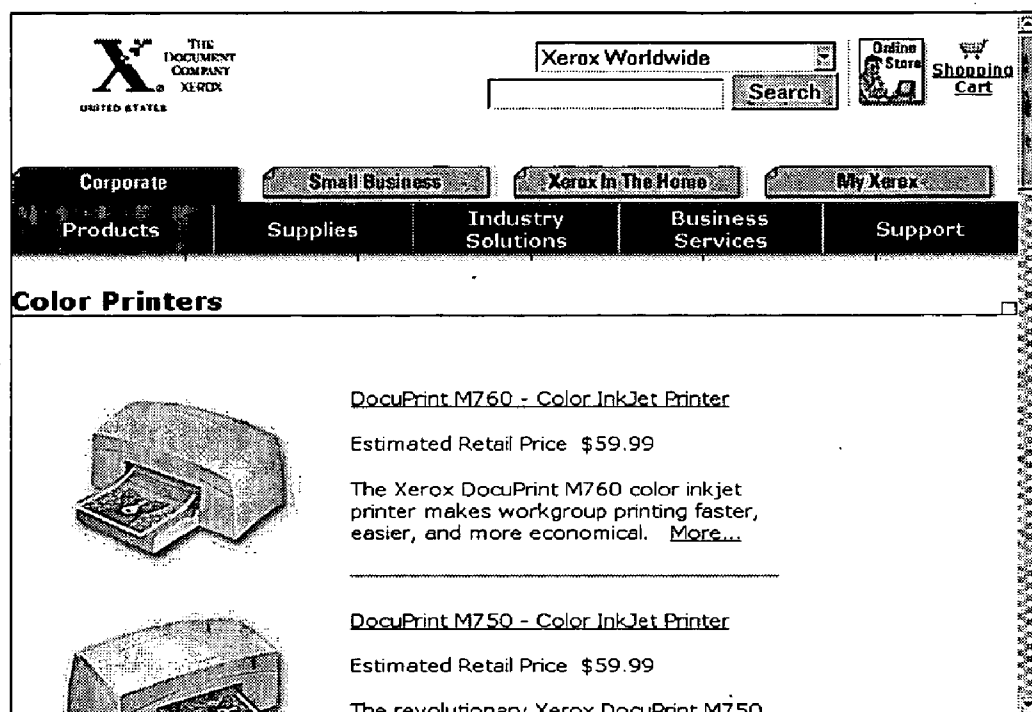 THE
DOCUMENT
COMPANY
XEROX
UNITED STATES
Xerox Worldwide
Search
Online
Store
Shopping
Cart
Corporate
Small Business
Xerox In The Home
My Xerox
Products
Supplies
Industry
Solutions
Business
Services
Support
Color Printers
DocuPrint M760 - Color InkJet Printer
Estimated Retail Price $59.99
The Xerox DocuPrint M760 color inkjet
printer makes workgroup printing faster,
easier, and more economical. More...
DocuPrint M750 - Color InkJet Printer
Estimated Retail Price $59.99
The revolutionary Xerox DocuPrint M750